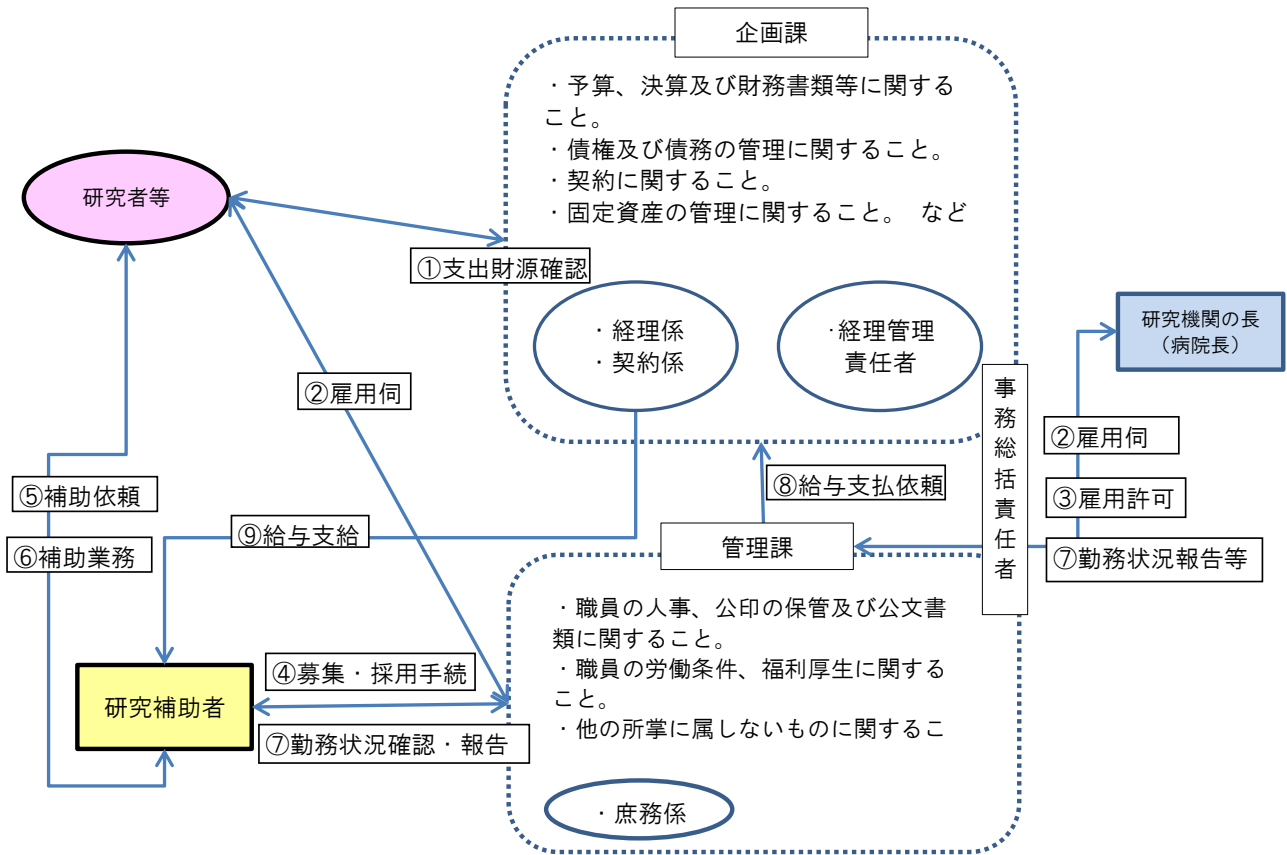 企画課
・予算、決算及び財務書類等に関する
こと。
・債権及び債務の管理に関すること。
・契約に関すること。
・固定資産の管理に関すること。 など
研究者等
①支出財源確認
・経理係
・契約係
・経理管理
責任者
研究機関の長
（病院長）
②雇用伺
事務総括責任者
②雇用伺
⑤補助依頼
⑧給与支払依頼
③雇用許可
⑨給与支給
⑥補助業務
管理課
⑦勤務状況報告等
・職員の人事、公印の保管及び公文書
類に関すること。
・職員の労働条件、福利厚生に関する
こと。
・他の所掌に属しないものに関するこ
④募集・採用手続
研究補助者
⑦勤務状況確認・報告
・庶務係